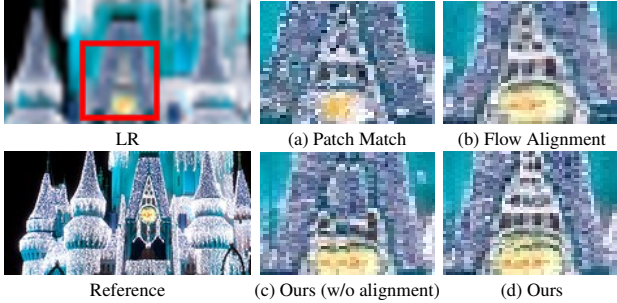 LR
(a) Patch Match
(b) Flow Alignment
Reference
(c) Ours (w/o alignment)
(d) Ours